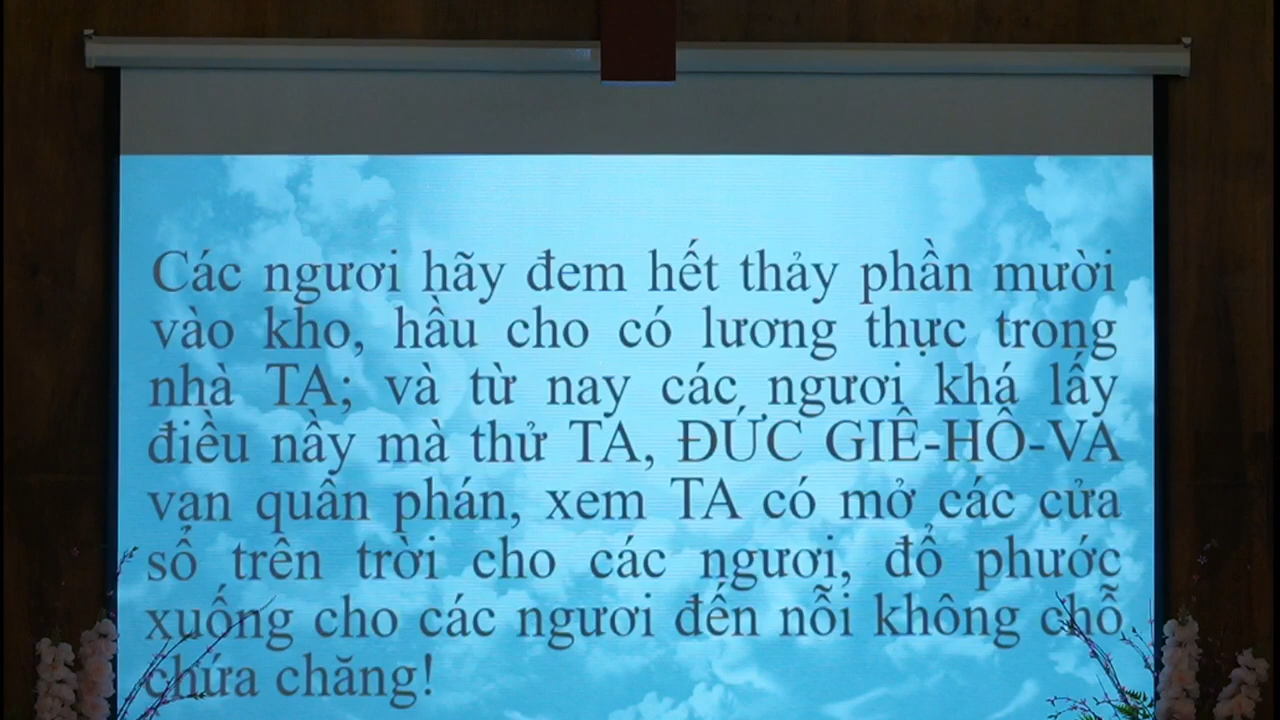 Các ngươi hãy đem hết thảy phần mười
vào kho, hầu cho có lương thực trong
nhà TA; và từ nay các ngươi khá lấy
điều nầy mà thử TA, ĐỨC GIÊ-HÔ-VA
vạn quân phán, xem TA có mở các cửa
sổ trên trời cho các ngươi, đổ phước
xuống cho các ngươi đến nỗi không chỗ
chứa chăng!